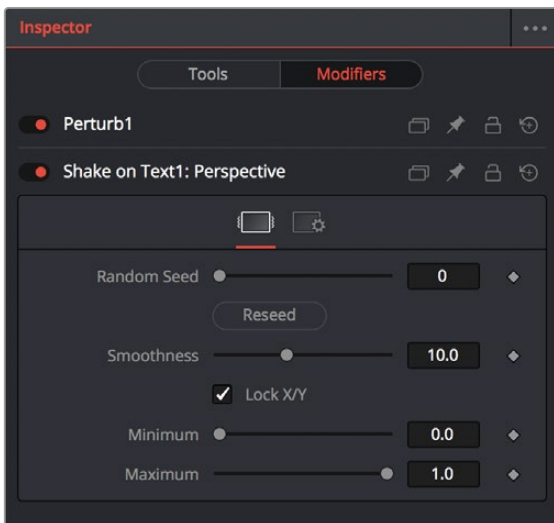 Inspector
Tools Modifiers
Perturb1
Shake on Text1: Perspective
Random Seed 0
Reseed
Smoothness 10.0
Lock X/Y
Minimum 0.0
Maximum 1.0